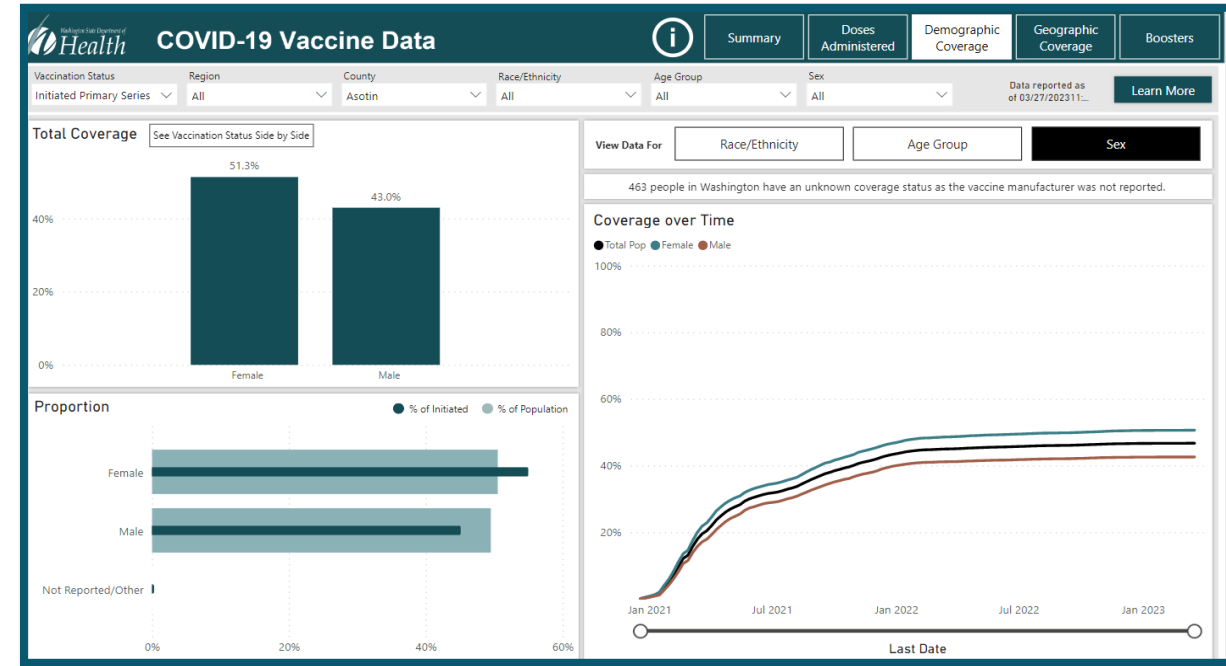 Washington State Department of
Health
COVID-19 Vaccine Data
i
Summary
Doses
Administered
Demographic
Coverage
Geographic
Coverage
Boosters
Vaccination Status
Initiated Primary Series
Region
All
County
Asotin
Race/Ethnicity
All
Age Group
All
Sex
All
Data reported as
of 03/27/202311:...
Learn More
Total Coverage
See Vaccination Status Side by Side
51.3%
43.0%
40%
20%
0%
Female
Male
View Data For
Race/Ethnicity
Age Group
Sex
463 people in Washington have an unknown coverage status as the vaccine manufacturer was not reported.
Coverage over Time
Total Pop Female Male
100%
80%
60%
40%
20%
Jan 2021
Jul 2021
Jan 2022
Jul 2022
Jan 2023
Last Date
Proportion
% of Initiated % of Population
Female
Male
Not Reported/Other
0%
20%
40%
60%